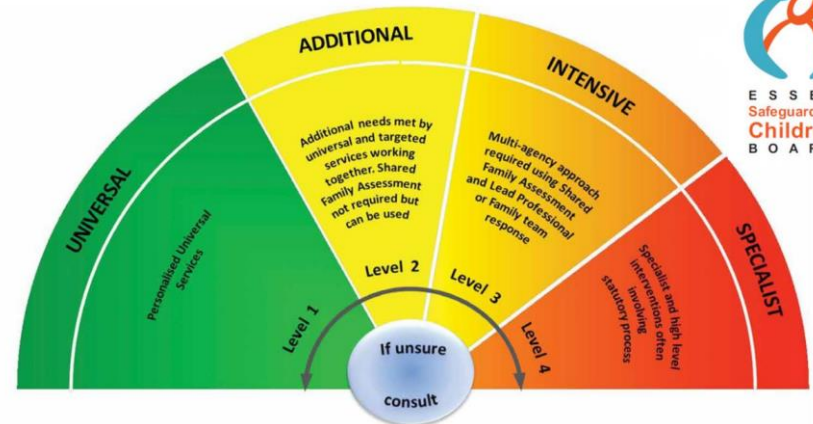 UNIVERSAL
Personalised Universal
Services
Level 1
ADDITIONAL
Additional needs met by
universal and targeted
services working
together. Shared
Family Assessment
not required but
can be used
Level 2
INTENSIVE
Multi-agency approach
required using Shared
Family Assessment
and Lead Professional
or Family team
response
Level 3
SPECIALIST
Specialist and high level
interventions often
involving
statutory process
Level 4
If unsure
consult